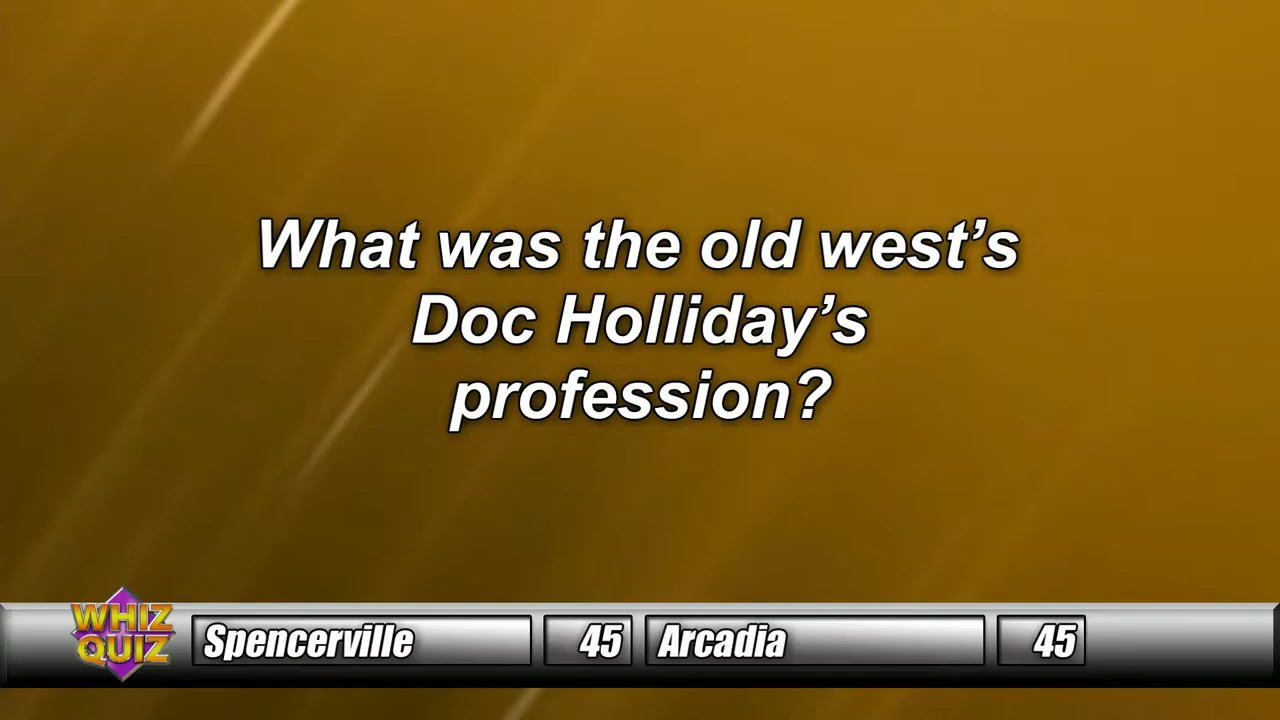 What was the old west’s
Doc Holliday’s
profession?
WHIZ
QUIZ
Spencerville 45 Arcadia 45